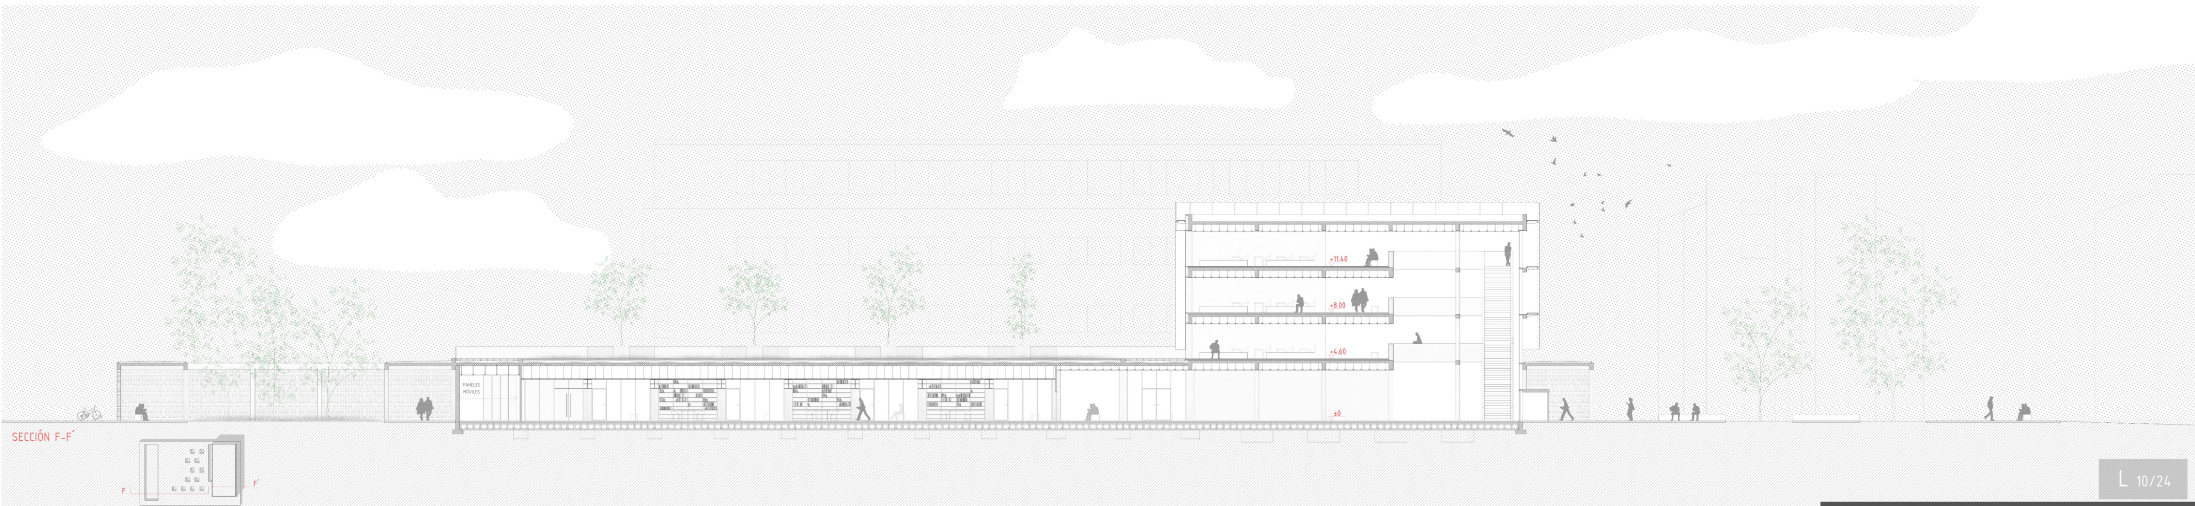 +11.40
+8.00
+4.60
PANELES
MÓVILES
±0
SECCIÓN F-F´
F
F´
L 10/24